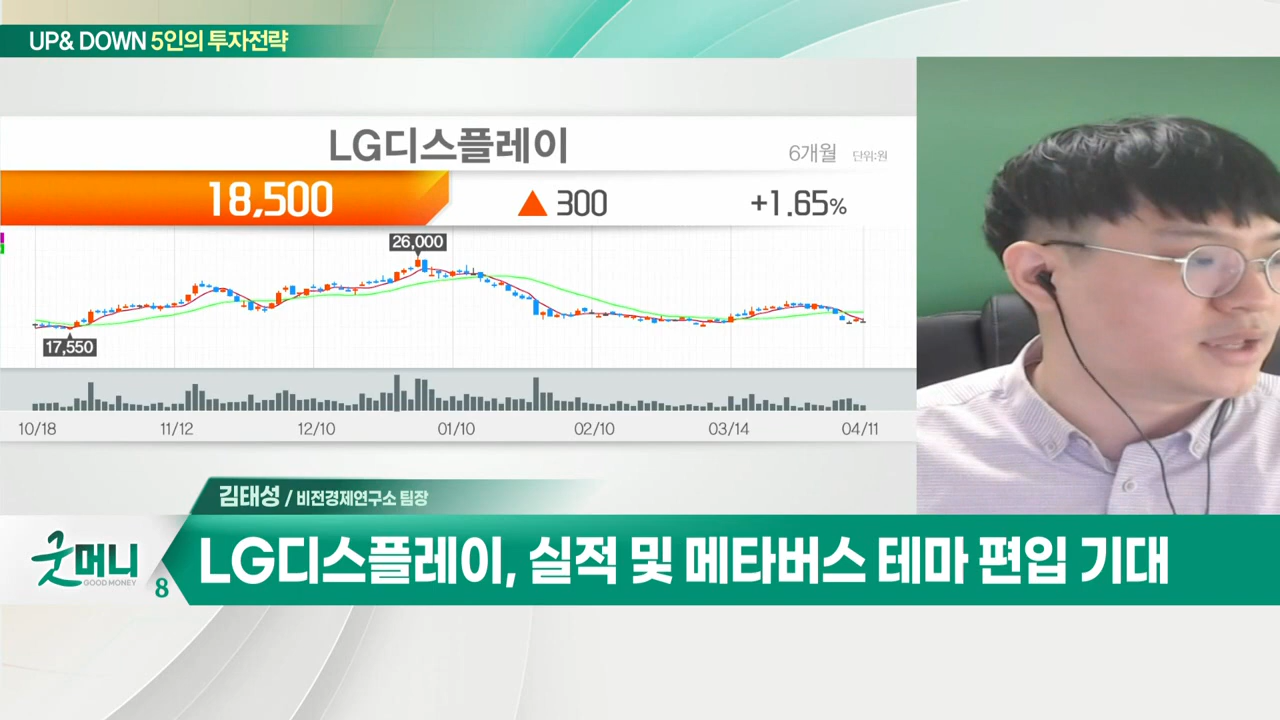 UP& DOWN 5인의 투자전략
LG디스플레이
6개월 단위:원
18,500 ▲ 300 +1.65%
26,000
17,550
10/18 11/12 12/10 01/10 02/10 03/14 04/11
김태성 / 비전경제연구소 팀장
굿머니
GOOD MONEY
8
LG디스플레이, 실적 및 메타버스 테마 편입 기대